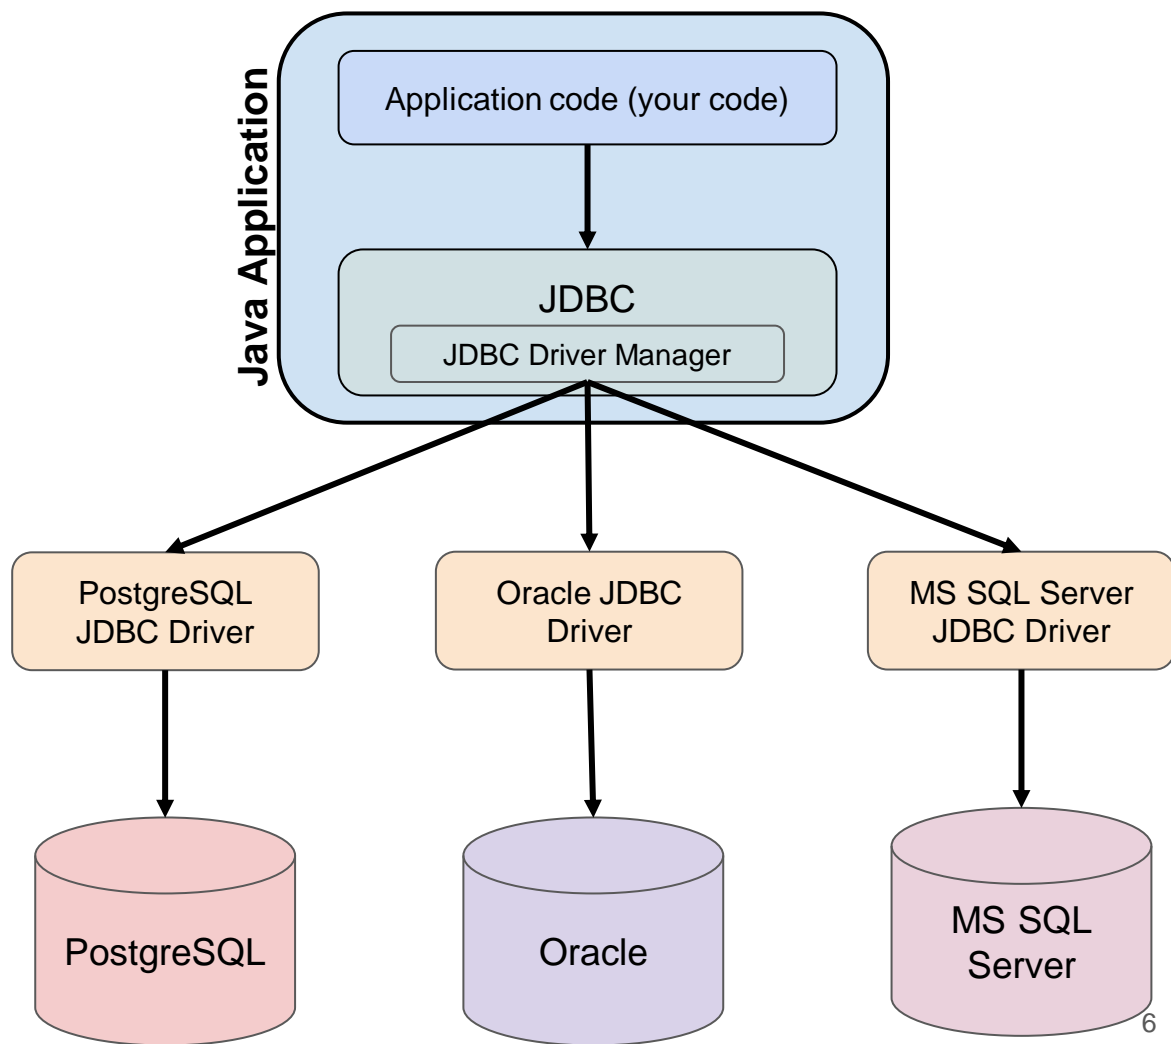 Java Application
Application code (your code)
JDBC
JDBC Driver Manager
PostgreSQL
JDBC Driver
Oracle JDBC
Driver
MS SQL Server
JDBC Driver
PostgreSQL
Oracle
MS SQL
Server
6